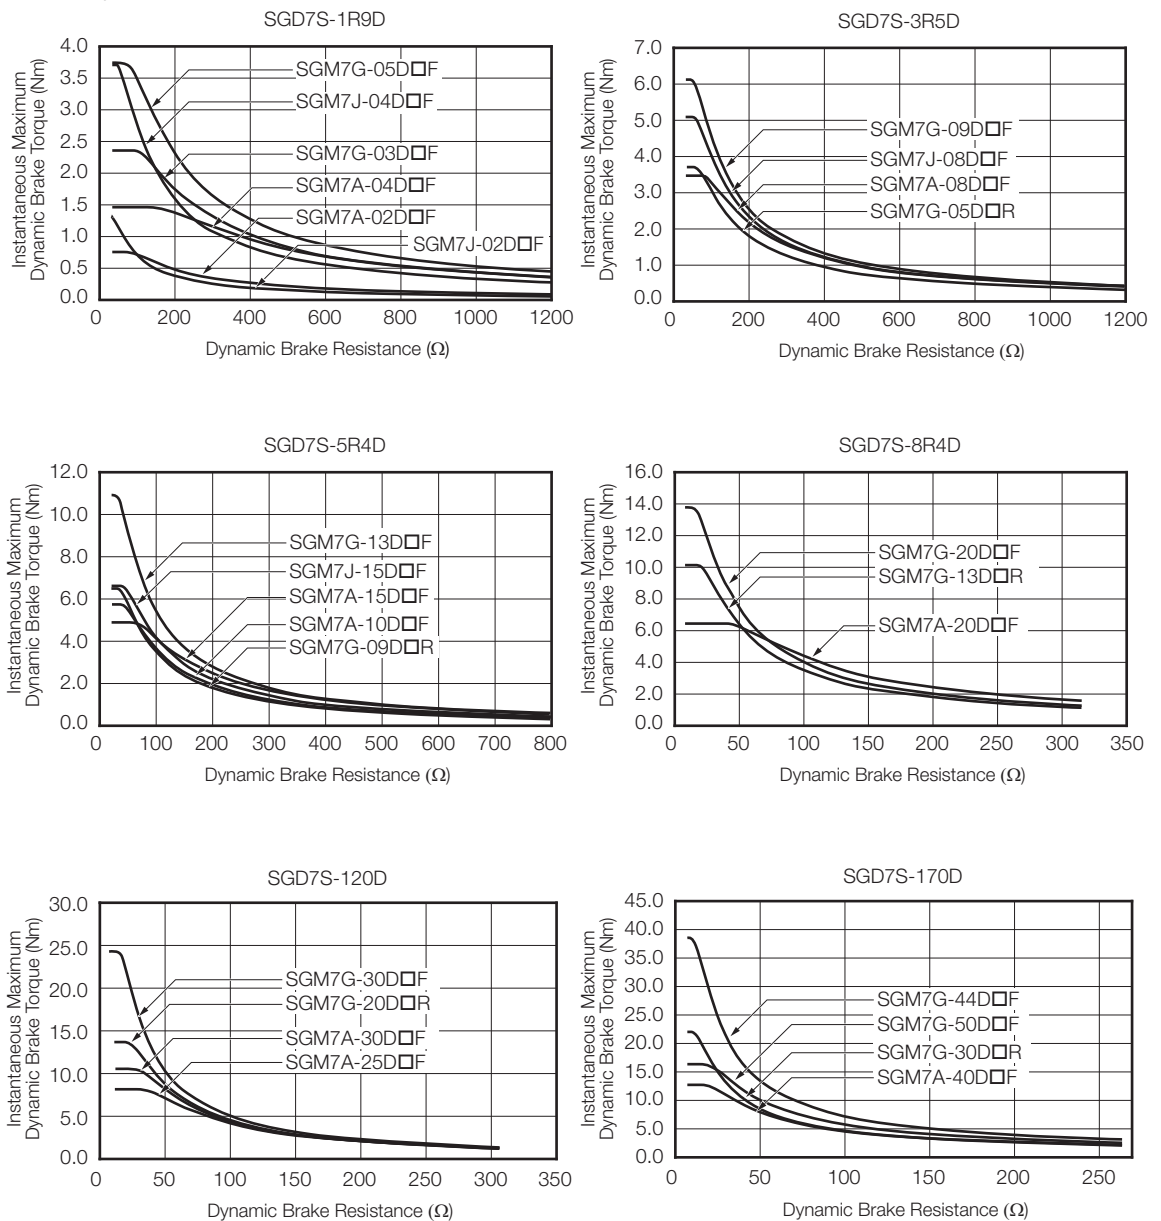 SGD7S-1R9D
Instantaneous Maximum
Dynamic Brake Torque (Nm)
4.0
3.5
3.0
2.5
2.0
1.5
1.0
0.5
0.0
SGM7G-05D□F
SGM7J-04D□F
SGM7G-03D□F
SGM7A-04D□F
SGM7A-02D□F
SGM7J-02D□F
0 200 400 600 800 1000 1200
Dynamic Brake Resistance (Ω)
SGD7S-3R5D
Instantaneous Maximum
Dynamic Brake Torque (Nm)
7.0
6.0
5.0
4.0
3.0
2.0
1.0
0.0
SGM7G-09D□F
SGM7J-08D□F
SGM7A-08D□F
SGM7G-05D□R
0 200 400 600 800 1000 1200
Dynamic Brake Resistance (Ω)
SGD7S-5R4D
Instantaneous Maximum
Dynamic Brake Torque (Nm)
12.0
10.0
8.0
6.0
4.0
2.0
0.0
SGM7G-13D□F
SGM7J-15D□F
SGM7A-15D□F
SGM7A-10D□F
SGM7G-09D□R
0 100 200 300 400 500 600 700 800
Dynamic Brake Resistance (Ω)
SGD7S-8R4D
Instantaneous Maximum
Dynamic Brake Torque (Nm)
16.0
14.0
12.0
10.0
8.0
6.0
4.0
2.0
0.0
SGM7G-20D□F
SGM7G-13D□R
SGM7A-20D□F
0 50 100 150 200 250 300 350
Dynamic Brake Resistance (Ω)
SGD7S-120D
Instantaneous Maximum
Dynamic Brake Torque (Nm)
30.0
25.0
20.0
15.0
10.0
5.0
0.0
SGM7G-30D□F
SGM7G-20D□R
SGM7A-30D□F
SGM7A-25D□F
0 50 100 150 200 250 300 350
Dynamic Brake Resistance (Ω)
SGD7S-170D
Instantaneous Maximum
Dynamic Brake Torque (Nm)
45.0
40.0
35.0
30.0
25.0
20.0
15.0
10.0
5.0
0.0
SGM7G-44D□F
SGM7G-50D□F
SGM7G-30D□R
SGM7A-40D□F
0 50 100 150 200 250
Dynamic Brake Resistance (Ω)